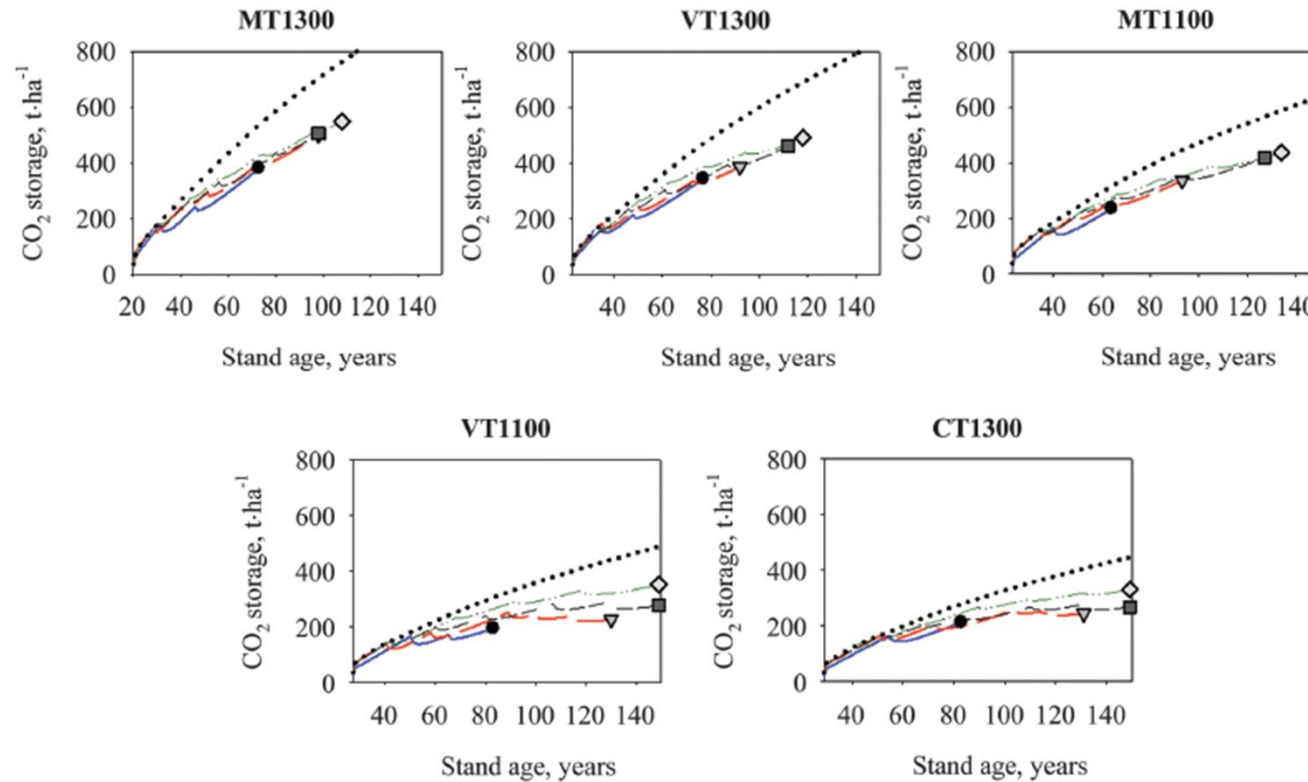 MT1300
VT1300
MT1100
CO₂ storage, t·ha⁻¹
800
600
400
200
0
20 40 60 80 100 120 140
Stand age, years
CO₂ storage, t·ha⁻¹
800
600
400
200
0
40 60 80 100 120 140
Stand age, years
CO₂ storage, t·ha⁻¹
800
600
400
200
0
40 60 80 100 120 140
Stand age, years
VT1100
CT1300
CO₂ storage, t·ha⁻¹
800
600
400
200
0
40 60 80 100 120 140
Stand age, years
CO₂ storage, t·ha⁻¹
800
600
400
200
0
40 60 80 100 120 140
Stand age, years